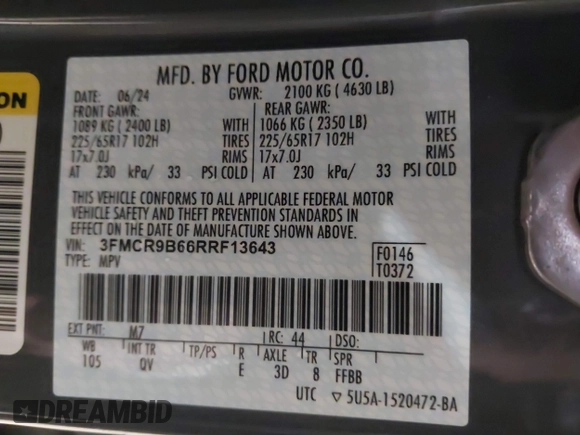 MFD. BY FORD MOTOR CO.
DATE: 06/24 GVWR: 2100 KG ( 4630 LB)
FRONT GAWR: REAR GAWR:
1089 KG ( 2400 LB) WITH 1066 KG ( 2350 LB) WITH
225/65R17 102H TIRES 225/65R17 102H TIRES
17x7.0J RIMS 17x7.0J RIMS
AT 230 kPa/ 33 PSI COLD AT 230 kPa/ 33 PSI COLD
THIS VEHICLE CONFORMS TO ALL APPLICABLE FEDERAL MOTOR
VEHICLE SAFETY AND THEFT PREVENTION STANDARDS IN
EFFECT ON THE DATE OF MANUFACTURE SHOWN ABOVE.
VIN: 3FMCR9B66RRF13643 F0146
TYPE: MPV T0372
EXT PNT: M7 RC: 44 DSO:
WB INT TR TP/PS R AXLE TR SPR
105 QV E 3D 8 FFBB
UTC ▽5U5A-1520472-BA
ION
DREAMBID